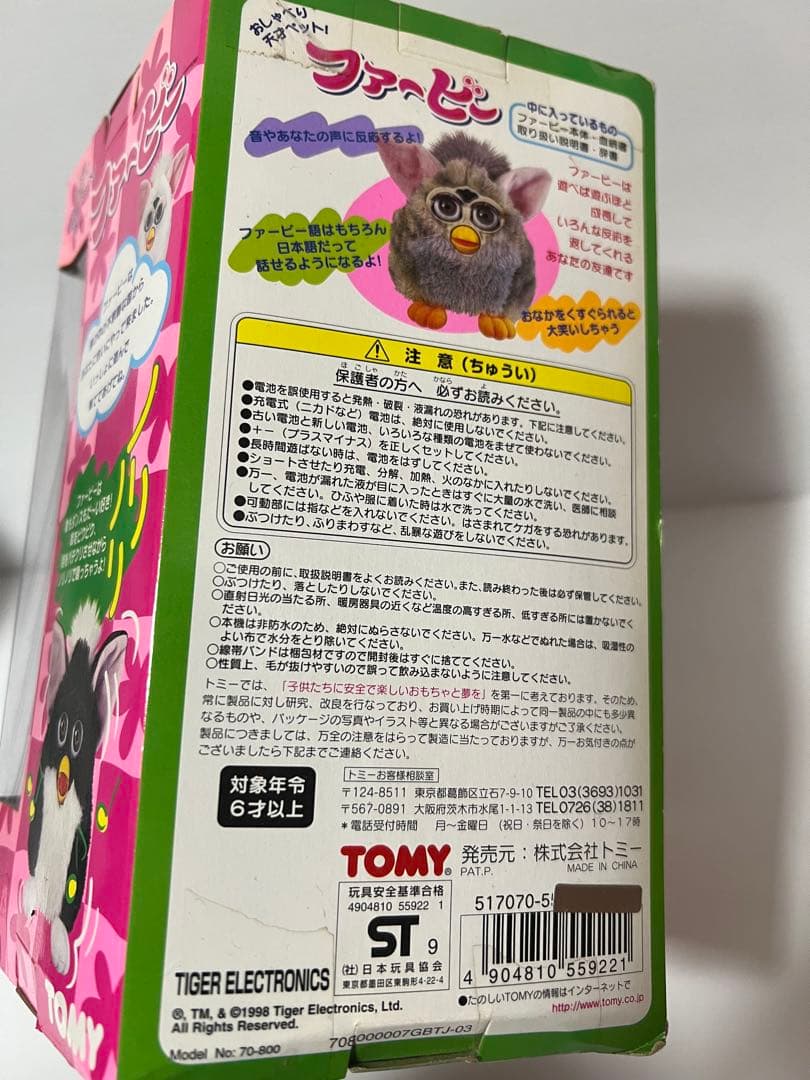 おしゃべり
天才ペット!
ファービー
中に入っているもの
ファービー本体・血統書
取り扱い説明書・辞書
音やあなたの声に反応するよ!
ファービーは
遊べば遊ぶほど
成長して
いろんな反応を
返してくれる
あなたの友達です
ファービー語はもちろん
日本語だって
話せるようになるよ!
おなかをくすぐられると
大笑いしちゃう
注 意 (ちゅうい)
ほごしゃ かた かなら よ
保護者の方へ 必ずお読みください。
●電池を誤使用すると発熱・破裂・液漏れの恐れがあります。下記に注意してください。
●充電式(ニカドなど)電池は、絶対に使用しないでください。
●古い電池と新しい電池、いろいろな種類の電池をまぜて使わないでください。
●+-(プラスマイナス)を正しくセットしてください。
●長時間遊ばない時は、電池をはずしてください。
●ショートさせたり充電、分解、加熱、火のなかに入れたりしないでください。
●万一、電池が漏れた液が目に入ったときはすぐに大量の水で洗い、医師に相談
してください。ひふや服に着いた時は水で洗ってください。
●可動部には指などを入れないでください。はさまれてケガをする恐れがあります。
●ぶつけたり、ふりまわすなど、乱暴な遊びをしないでください。
お願い
○ご使用の前に、取扱説明書をよくお読みください。また、読み終わった後は必ず保管してください。
○ぶつけたり、落としたりしないでください。
○直射日光の当たる所、暖房器具の近くなど温度の高すぎる所、低すぎる所には置かないでく
ださい。
○本機は非防水のため、絶対にぬらさないでください。万一水などでぬれた場合は、吸湿性の
よい布で水分をとり除いてください。
○線帯バンドは梱包材ですので開封後はすぐに捨ててください。
○性質上、毛が抜けやすいので誤って飲み込まないように注意してください。
トミーでは、「子供たちに安全で楽しいおもちゃと夢を」を第一に考えております。そのため、
常に製品に対し研究、改良を行なっており、お買い上げ時期によって同一製品の中にも多少異
なるものや、パッケージの写真やイラスト等と異なる場合がございますがご了承ください。
製品につきましては、万全の注意をはらって製造に当たっておりますが、万一お気付きの点が
ございましたら下記までご連絡ください。
対象年令
6才以上
トミーお客様相談室
〒124-8511 東京都葛飾区立石7-9-10 TEL03(3693)1031
〒567-0891 大阪府茨木市水尾1-1-13 TEL0726(38)1811
*電話受付時間 月~金曜日(祝日・祭日を除く)10~17時
TOMY® 発売元:株式会社トミー
PAT.P. MADE IN CHINA
玩具安全基準合格
4904810 55922 1
ST 9
(社)日本玩具協会
東京都墨田区東駒形4-22-4
517070-5
4 904810 559221
●たのしいTOMYの情報はインターネットで
http://www.tomy.co.jp
TIGER ELECTRONICS
®, TM, & ©1998 Tiger Electronics, Ltd.
All Rights Reserved.
Model No: 70-800
708000007GBTJ-03
ファービー
ファービーは
ファービーは
TOMY